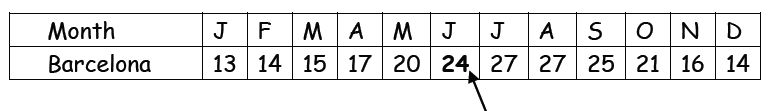 Month J F M A M J J A S O N D
Barcelona 13 14 15 17 20 24 27 27 25 21 16 14